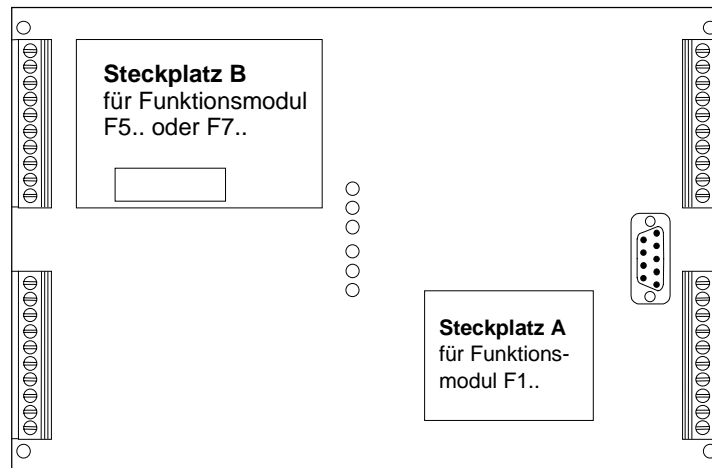 Steckplatz B
für Funktionsmodul
F5.. oder F7..
Steckplatz A
für Funktions-
modul F1..